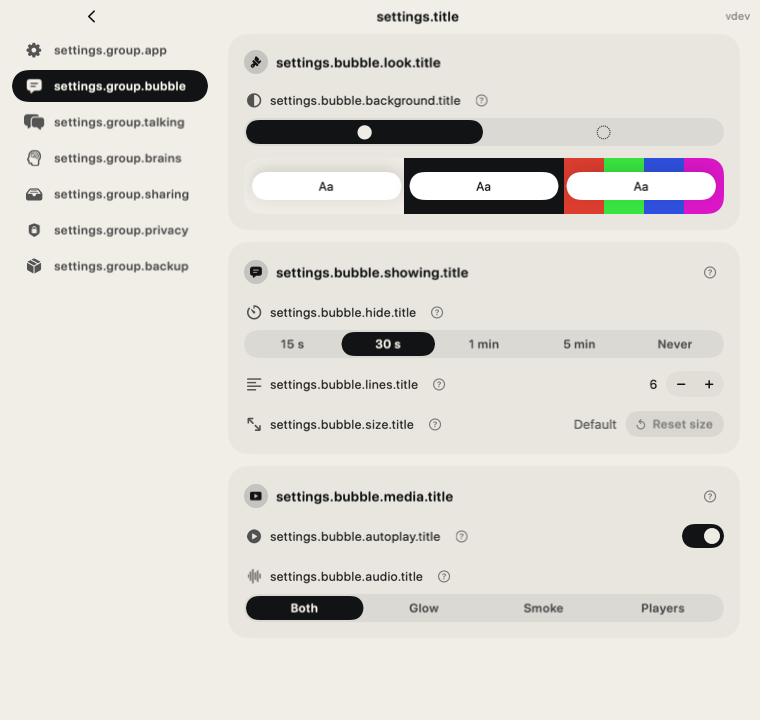 settings.title
vdev
settings.group.app
settings.group.bubble
settings.group.talking
settings.group.brains
settings.group.sharing
settings.group.privacy
settings.group.backup
settings.bubble.look.title
settings.bubble.background.title
Aa Aa Aa
settings.bubble.showing.title
settings.bubble.hide.title
15 s 30 s 1 min 5 min Never
settings.bubble.lines.title 6 − +
settings.bubble.size.title Default Reset size
settings.bubble.media.title
settings.bubble.autoplay.title
settings.bubble.audio.title
Both Glow Smoke Players